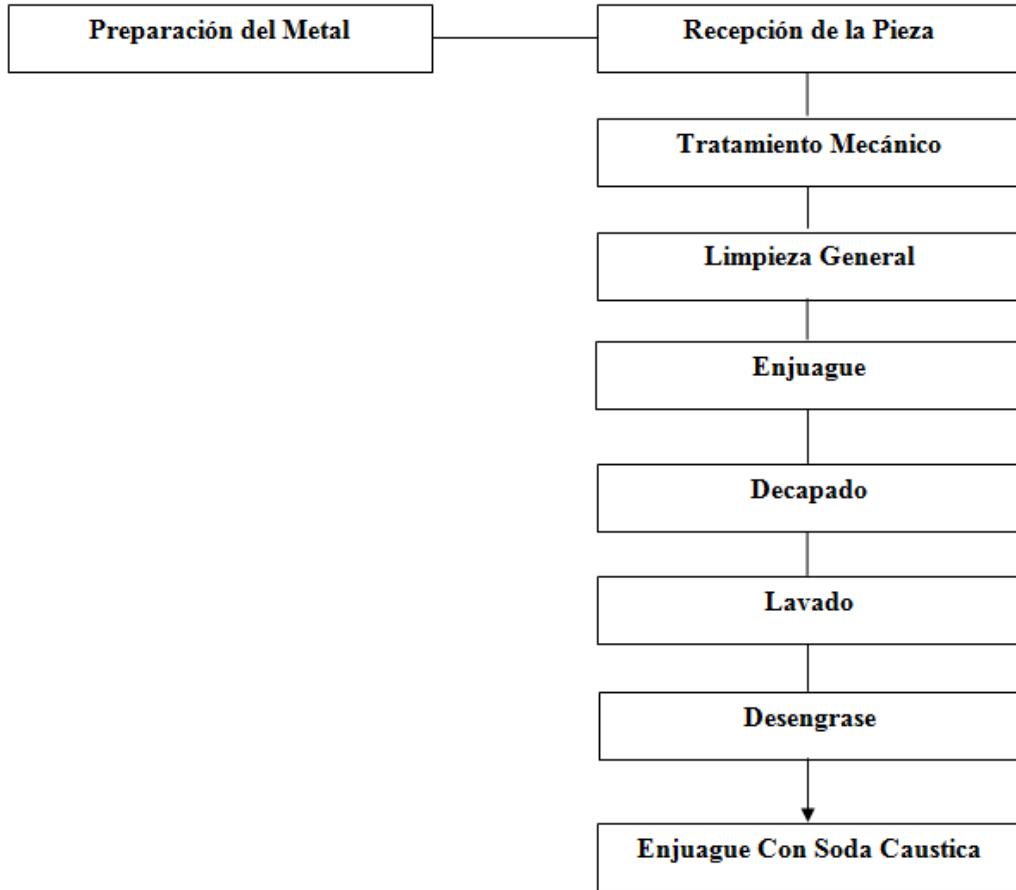 Preparación del Metal
Recepción de la Pieza
Tratamiento Mecánico
Limpieza General
Enjuague
Decapado
Lavado
Desengrase
Enjuague Con Soda Caustica